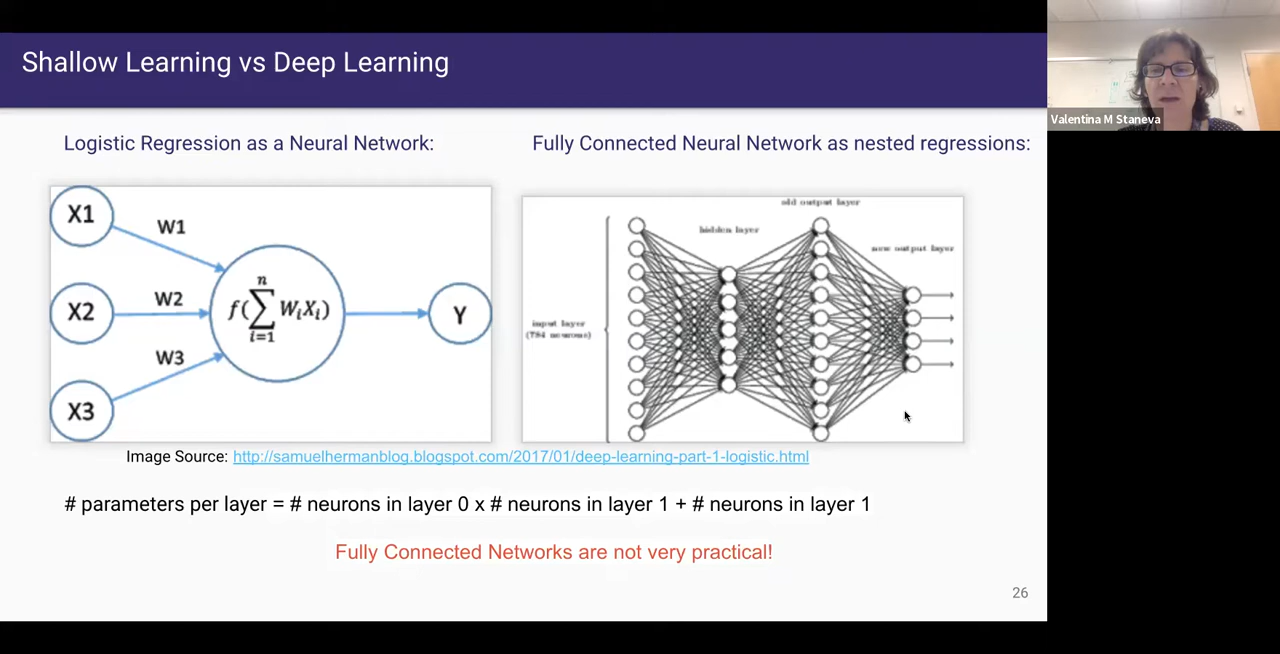 Shallow Learning vs Deep Learning
Valentina M Staneva
Logistic Regression as a Neural Network:
Fully Connected Neural Network as nested regressions:
X1
W1
X2
W2
f(∑ᵢ₌₁ⁿ WᵢXᵢ)
Y
W3
X3
old output layer
hidden layer
new output layer
input layer
(784 neurons)
Image Source: http://samuelhermanblog.blogspot.com/2017/01/deep-learning-part-1-logistic.html
# parameters per layer = # neurons in layer 0 x # neurons in layer 1 + # neurons in layer 1
Fully Connected Networks are not very practical!
26